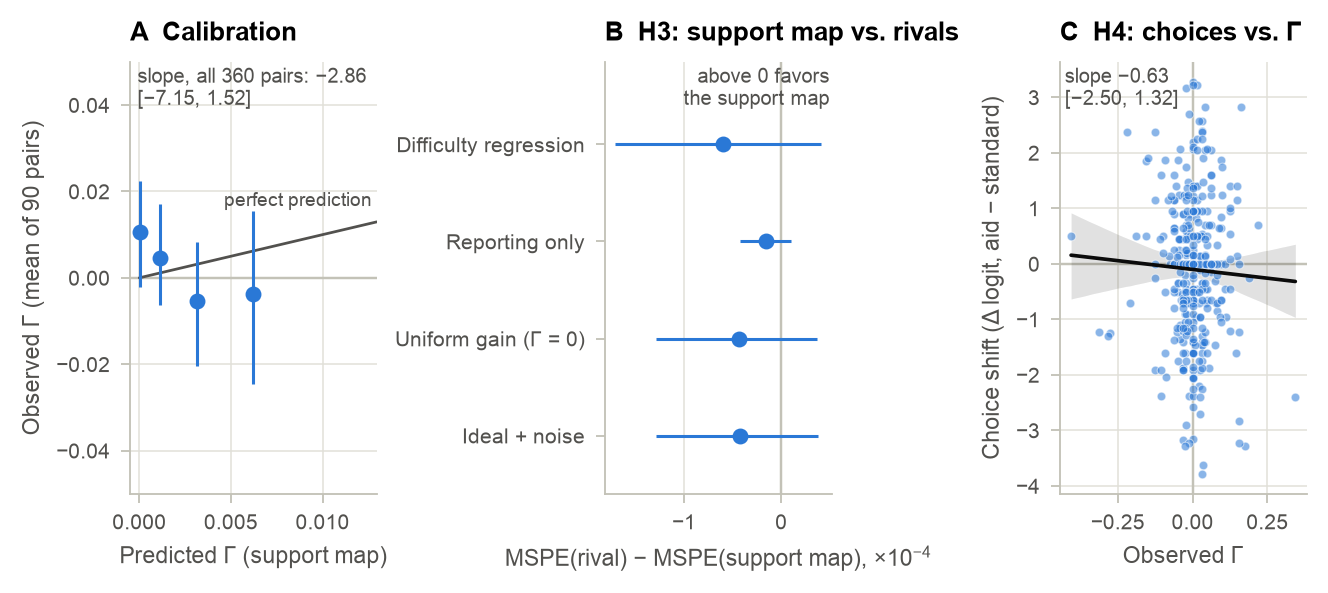 A Calibration
slope, all 360 pairs: −2.86
[−7.15, 1.52]
perfect prediction
Observed Γ (mean of 90 pairs)
0.04
0.02
0.00
−0.02
−0.04
0.000
0.005
0.010
Predicted Γ (support map)
B H3: support map vs. rivals
above 0 favors
the support map
Difficulty regression
Reporting only
Uniform gain (Γ = 0)
Ideal + noise
−1
0
MSPE(rival) − MSPE(support map), ×10⁻⁴
C H4: choices vs. Γ
slope −0.63
[−2.50, 1.32]
Choice shift (Δ logit, aid − standard)
3
2
1
0
−1
−2
−3
−4
−0.25
0.00
0.25
Observed Γ